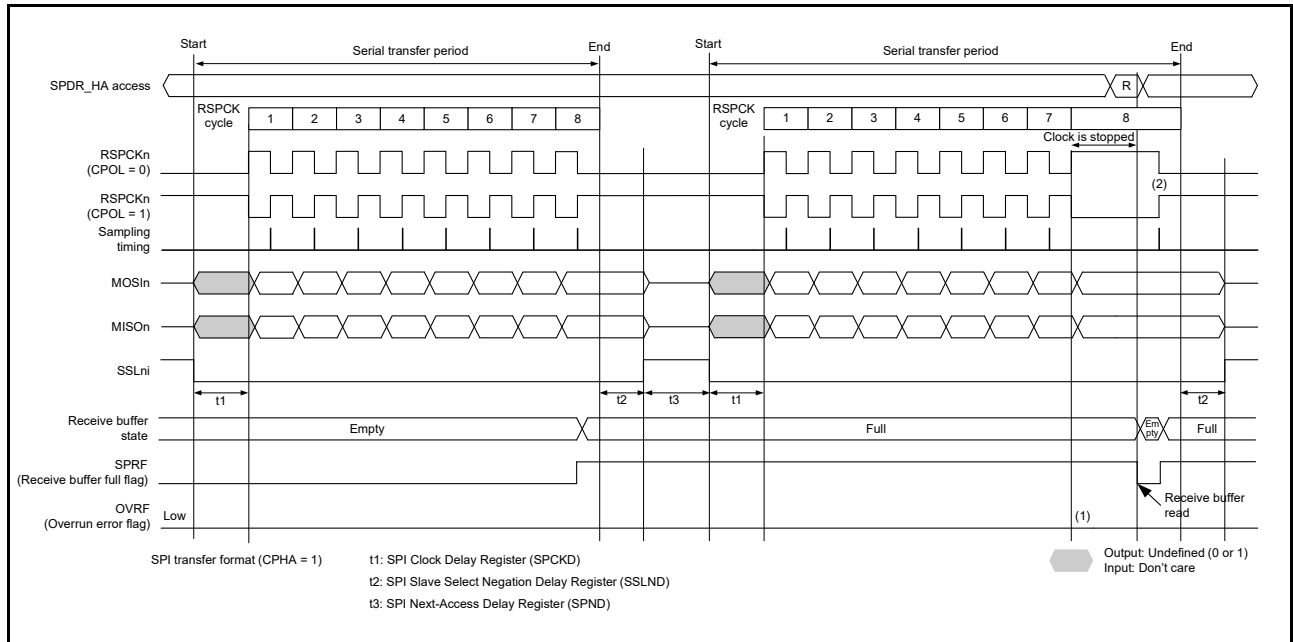 Start Serial transfer period End Start Serial transfer period End
SPDR_HA access R
RSPCK cycle 1 2 3 4 5 6 7 8 RSPCK cycle 1 2 3 4 5 6 7 8
Clock is stopped
RSPCKn
(CPOL = 0)
(2)
RSPCKn
(CPOL = 1)
Sampling
timing
MOSIn
MISOn
SSLni
t1 t2 t3 t1 t2
Receive buffer
state
Empty Full Em
pty Full
SPRF
(Receive buffer full flag)
Receive buffer
read
OVRF
(Overrun error flag)
Low (1)
SPI transfer format (CPHA = 1) t1: SPI Clock Delay Register (SPCKD)
t2: SPI Slave Select Negation Delay Register (SSLND)
t3: SPI Next-Access Delay Register (SPND)
Output: Undefined (0 or 1)
Input: Don't care